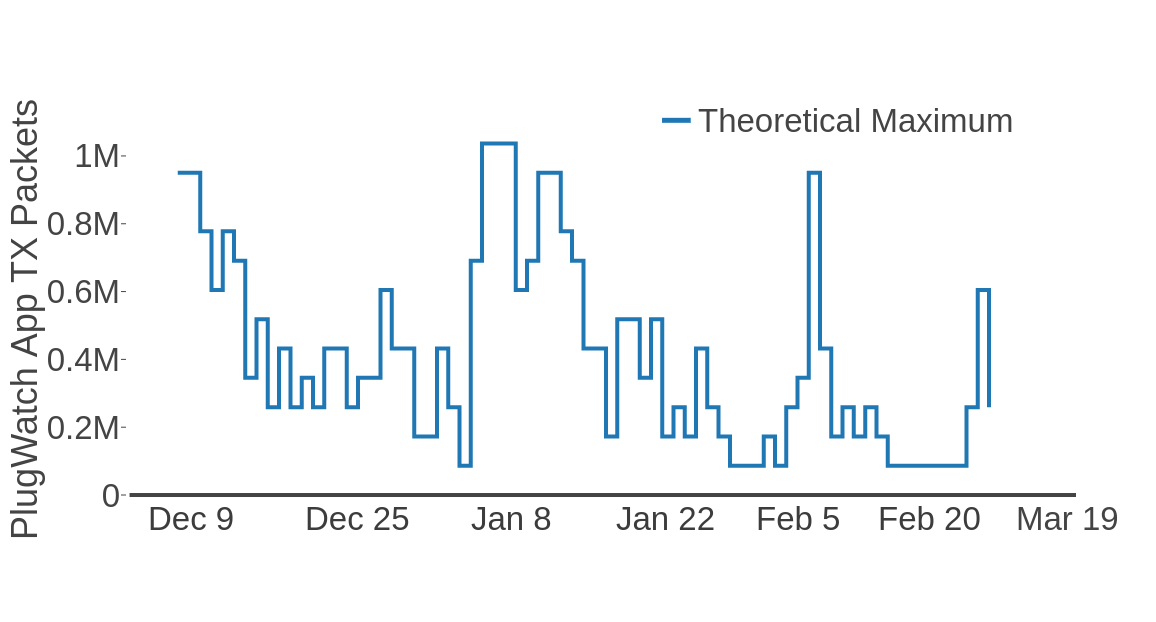 Theoretical Maximum
PlugWatch App TX Packets
1M
0.8M
0.6M
0.4M
0.2M
0
Dec 9 Dec 25 Jan 8 Jan 22 Feb 5 Feb 20 Mar 19